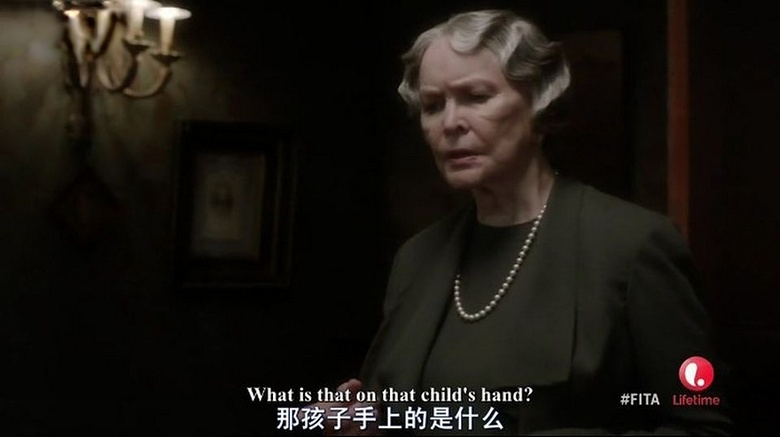 What is that on that child's hand?
那孩子手上的是什么
#FITA
Lifetime